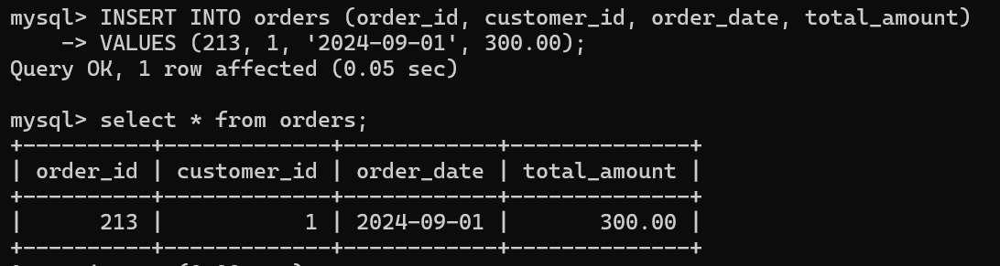 mysql> INSERT INTO orders (order_id, customer_id, order_date, total_amount)
    -> VALUES (213, 1, '2024-09-01', 300.00);
Query OK, 1 row affected (0.05 sec)

mysql> select * from orders;
+----------+-------------+------------+--------------+
| order_id | customer_id | order_date | total_amount |
+----------+-------------+------------+--------------+
|      213 |           1 | 2024-09-01 |       300.00 |
+----------+-------------+------------+--------------+